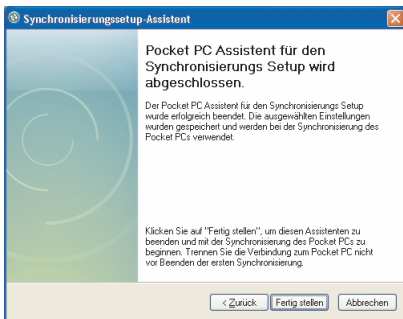 Synchronisierungssetup-Assistent
Pocket PC Assistent für den
Synchronisierungs Setup wird
abgeschlossen.
Der Pocket PC Assistent für den Synchronisierungs Setup
wurde erfolgreich beendet. Die ausgewählten Einstellungen
wurden gespeichert und werden bei der Synchronisierung des
Pocket PCs verwendet.
Klicken Sie auf "Fertig stellen", um diesen Assistenten zu
beenden und mit der Synchronisierung des Pocket PCs zu
beginnen. Trennen Sie die Verbindung zum Pocket PC nicht
vor Beenden der ersten Synchronisierung.
< Zurück Fertig stellen Abbrechen